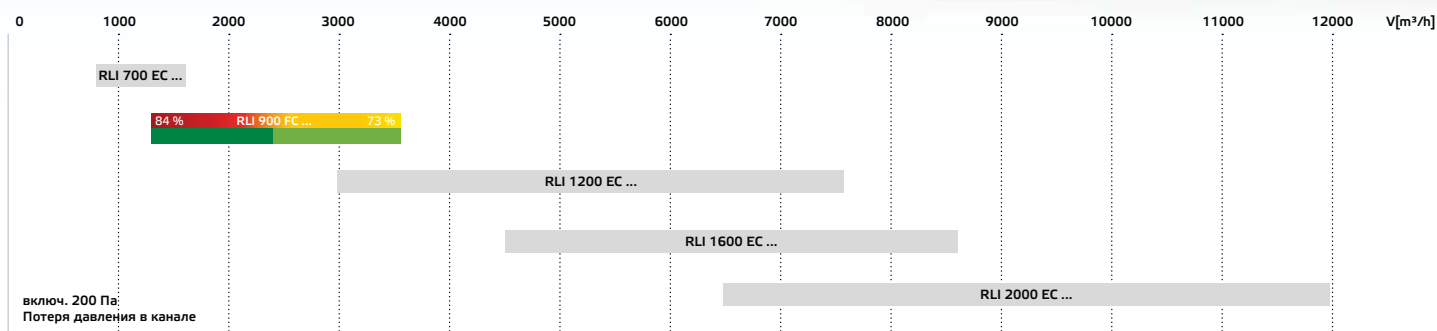 0 1000 2000 3000 4000 5000 6000 7000 8000 9000 10000 11000 12000 V[m³/h]
RLI 700 EC ...
84 % RLI 900 EC ... 73 %
RLI 1200 EC ...
RLI 1600 EC ...
RLI 2000 EC ...
включ. 200 Па
Потеря давления в канале